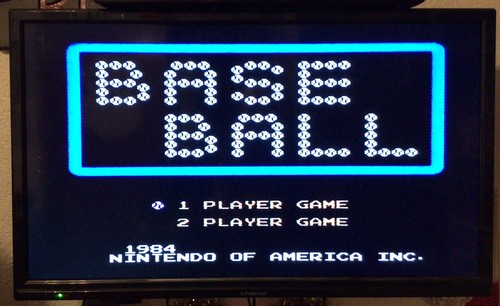 BASE
BALL
1 PLAYER GAME
2 PLAYER GAME
1984
NINTENDO OF AMERICA INC.